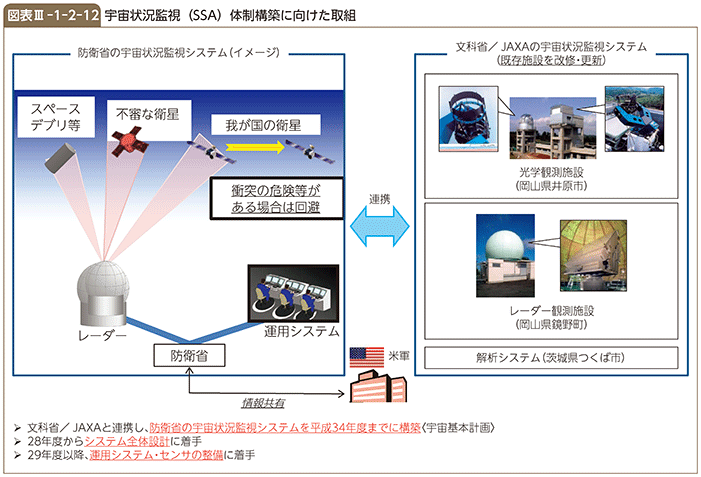 図表Ⅲ-1-2-12 宇宙状況監視（SSA）体制構築に向けた取組
防衛省の宇宙状況監視システム（イメージ）
スペース
デブリ等
不審な衛星
我が国の衛星
衝突の危険等が
ある場合は回避
レーダー
運用システム
防衛省
連携
米軍
情報共有
文科省／JAXAの宇宙状況監視システム
（既存施設を改修・更新）
光学観測施設
（岡山県井原市）
レーダー観測施設
（岡山県鏡野町）
解析システム（茨城県つくば市）
➢ 文科省／JAXAと連携し、防衛省の宇宙状況監視システムを平成34年度までに構築〈宇宙基本計画〉
➢ 28年度からシステム全体設計に着手
➢ 29年度以降、運用システム・センサの整備に着手